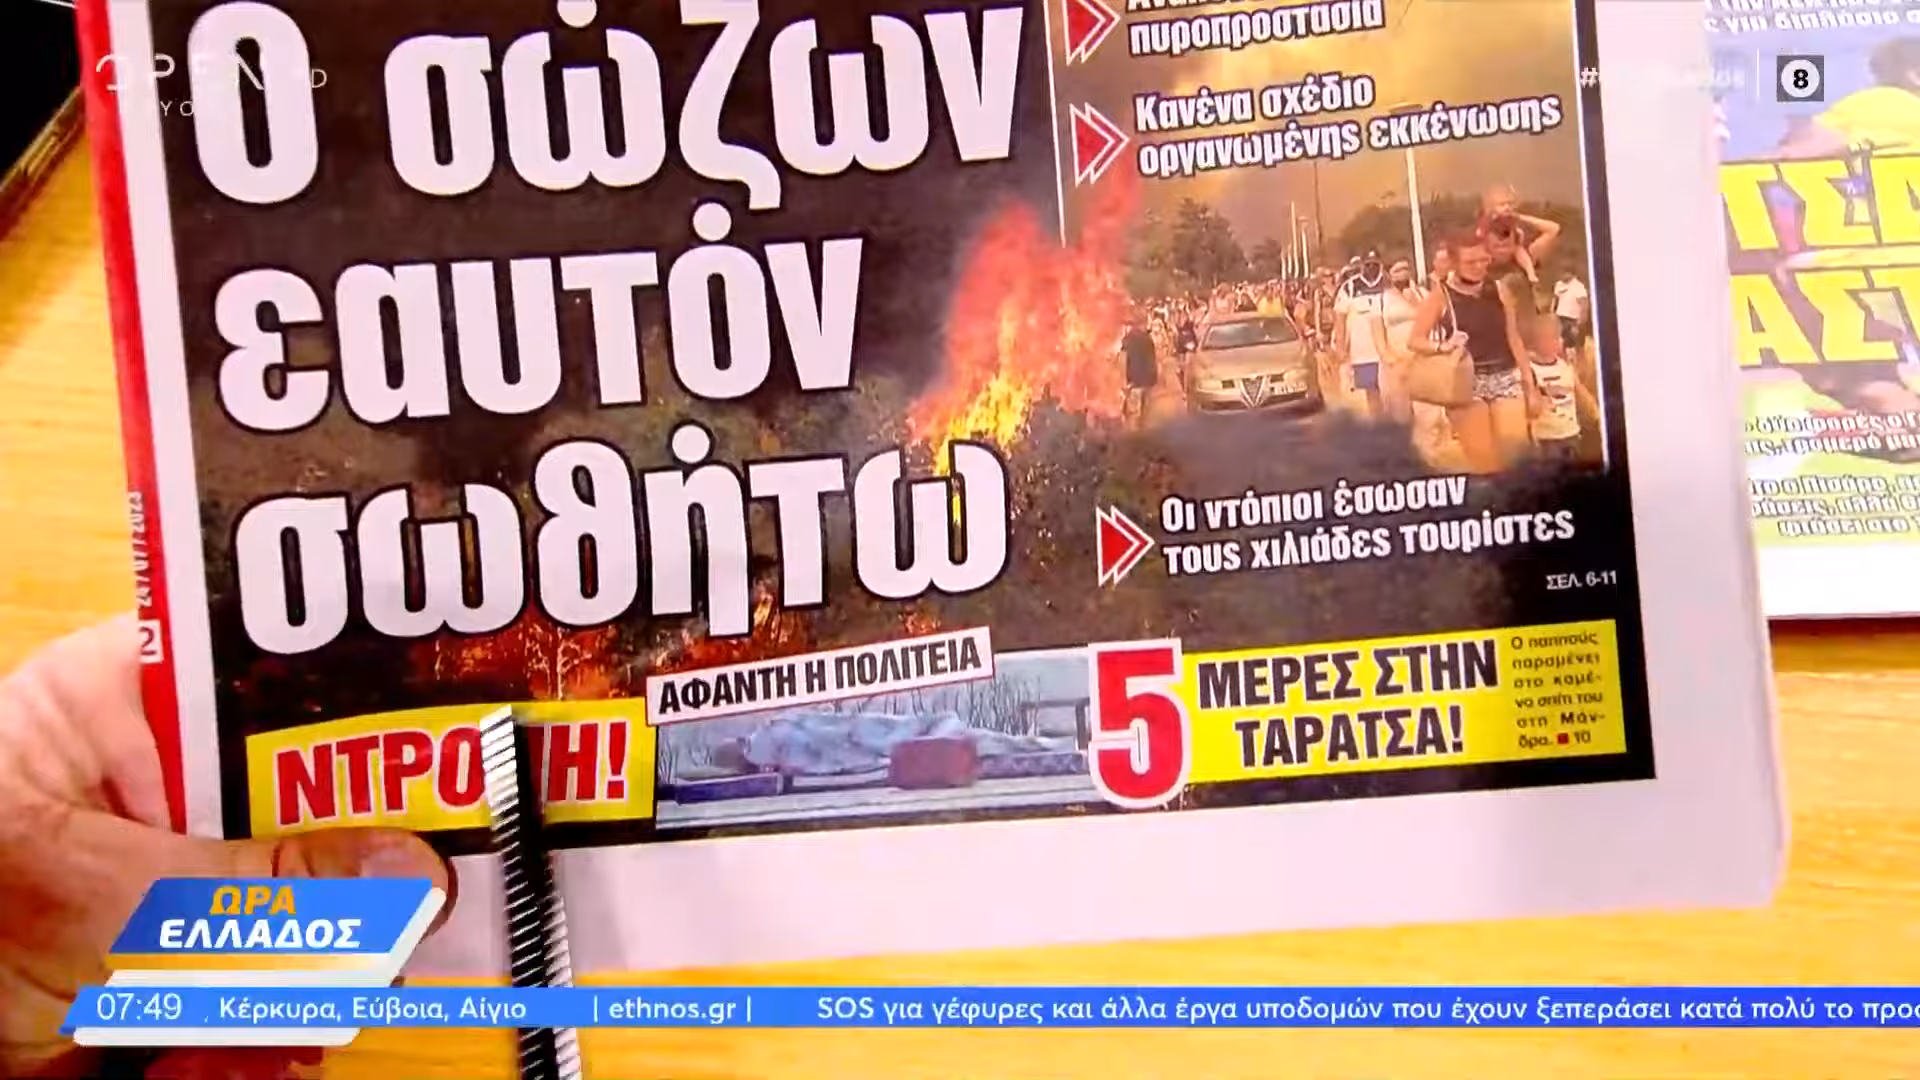 Ο σώζων
εαυτόν
σωθήτω
πυροπροστασία
Κανένα σχέδιο
οργανωμένης εκκένωσης
Οι ντόπιοι έσωσαν
τους χιλιάδες τουρίστες
ΣΕΛ. 6-11
24/07/2023
ΑΦΑΝΤΗ Η ΠΟΛΙΤΕΙΑ
5 ΜΕΡΕΣ ΣΤΗΝ
ΤΑΡΑΤΣΑ!
Ο παππούς
παραμένει
στο καμέ-
νο σπίτι του
στη Μάν-
δρα. 10
8
ΩΡΑ
ΕΛΛΑΔΟΣ
07:49 Κέρκυρα, Εύβοια, Αίγιο | ethnos.gr | SOS για γέφυρες και άλλα έργα υποδομών που έχουν ξεπεράσει κατά πολύ το